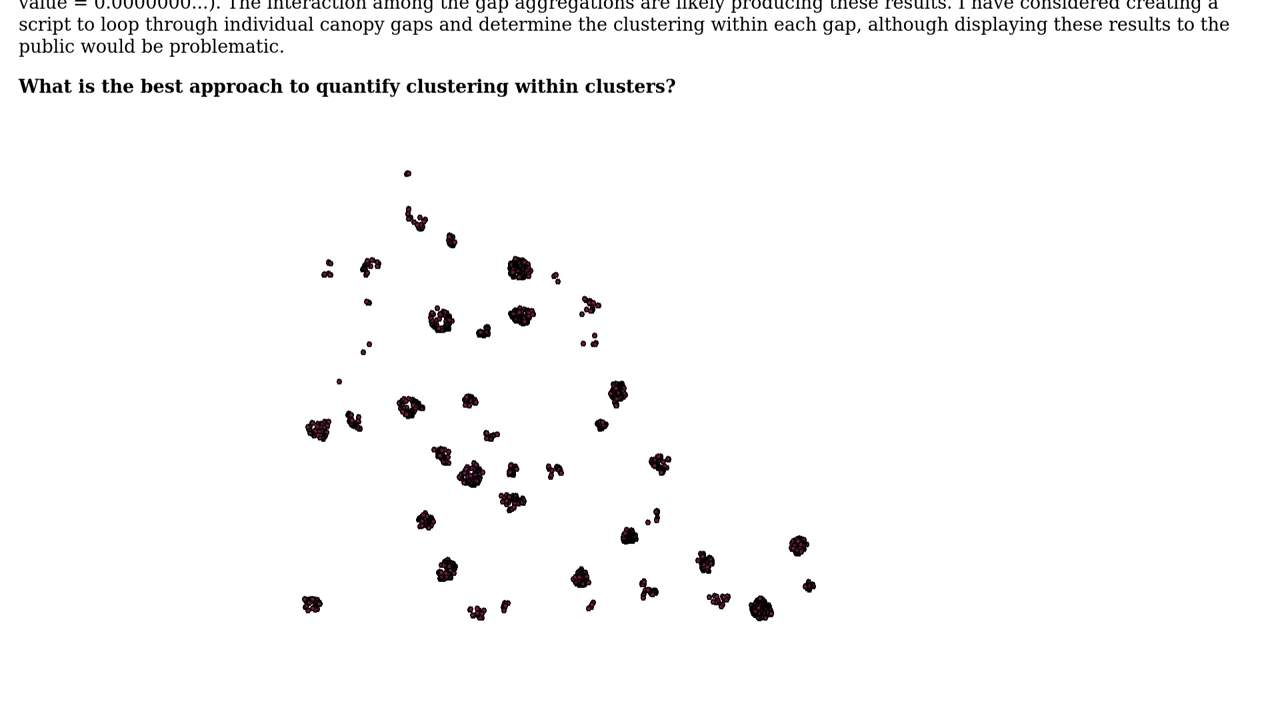 value = 0.0000000...). The interaction among the gap aggregations are likely producing these results. I have considered creating a
script to loop through individual canopy gaps and determine the clustering within each gap, although displaying these results to the
public would be problematic.
What is the best approach to quantify clustering within clusters?